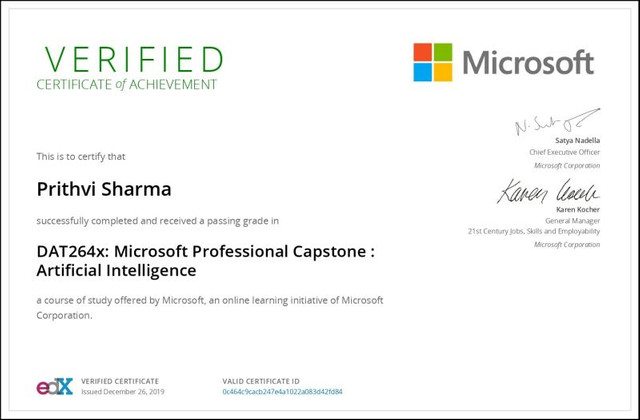 VERIFIED
CERTIFICATE of ACHIEVEMENT
Microsoft
Satya Nadella
Chief Executive Officer
Microsoft Corporation
This is to certify that
Prithvi Sharma
Karen Kocher
General Manager
21st Century Jobs, Skills and Employability
Microsoft Corporation
successfully completed and received a passing grade in
DAT264x: Microsoft Professional Capstone :
Artificial Intelligence
a course of study offered by Microsoft, an online learning initiative of Microsoft
Corporation.
edX
VERIFIED CERTIFICATE
Issued December 26, 2019
VALID CERTIFICATE ID
0c464c9cacb247e4a1022a083d42fd84